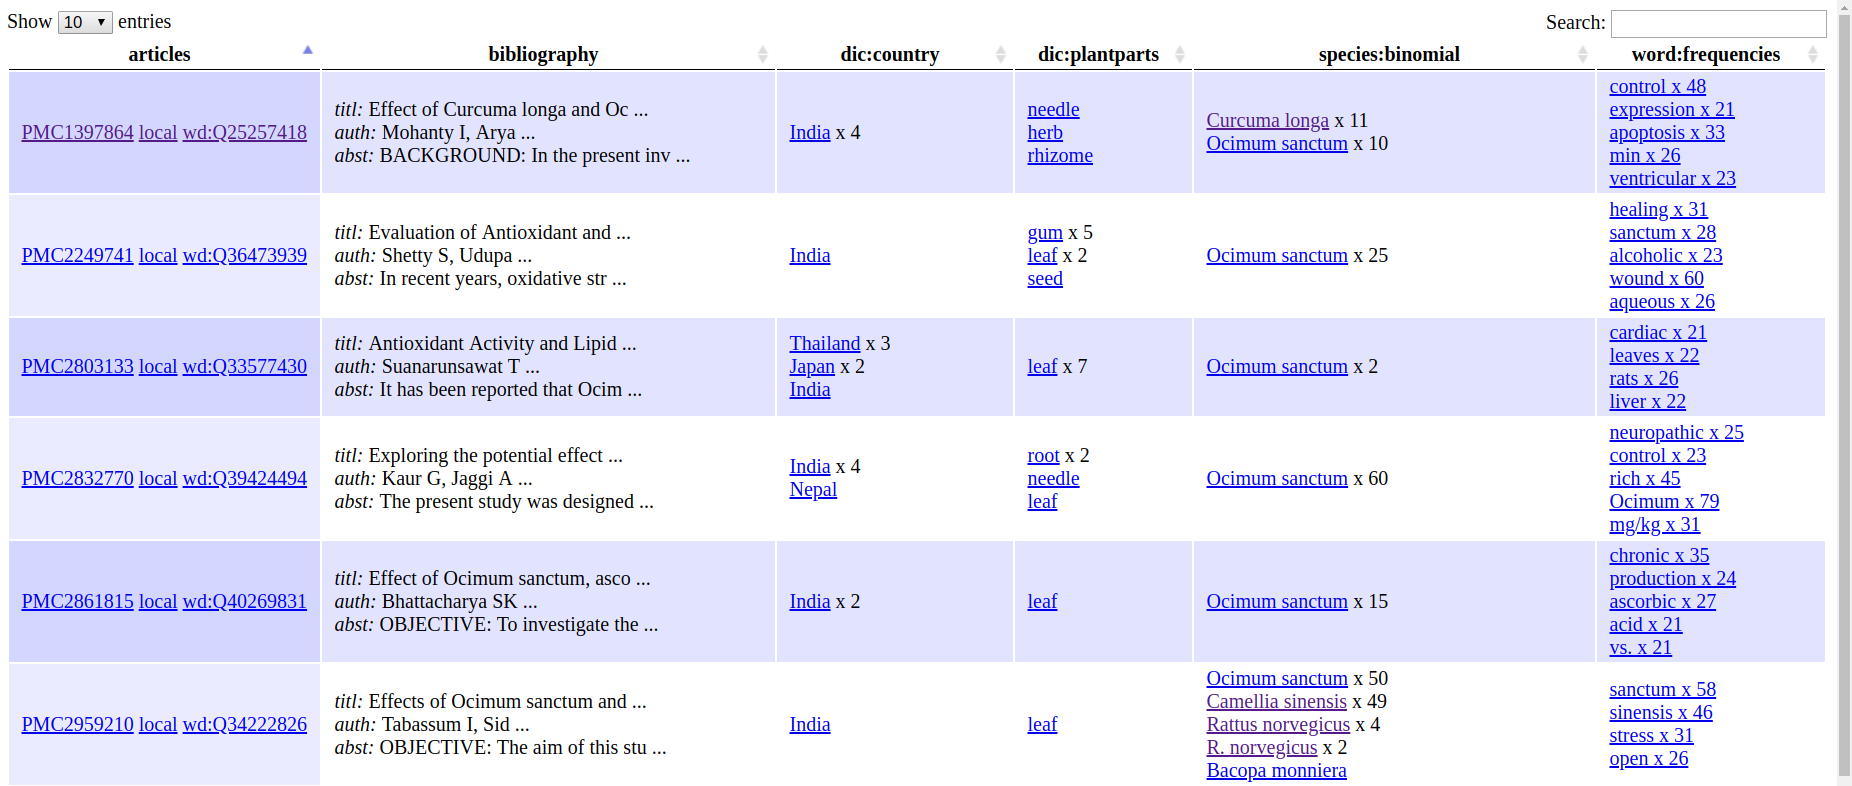 Show 10 entries
Search:
articles bibliography dic:country dic:plantparts species:binomial word:frequencies
PMC1397864 local wd:Q25257418
titl: Effect of Curcuma longa and Oc ...
auth: Mohanty I, Arya ...
abst: BACKGROUND: In the present inv ...
India x 4
needle
herb
rhizome
Curcuma longa x 11
Ocimum sanctum x 10
control x 48
expression x 21
apoptosis x 33
min x 26
ventricular x 23
PMC2249741 local wd:Q36473939
titl: Evaluation of Antioxidant and ...
auth: Shetty S, Udupa ...
abst: In recent years, oxidative str ...
India
gum x 5
leaf x 2
seed
Ocimum sanctum x 25
healing x 31
sanctum x 28
alcoholic x 23
wound x 60
aqueous x 26
PMC2803133 local wd:Q33577430
titl: Antioxidant Activity and Lipid ...
auth: Suanarunsawat T ...
abst: It has been reported that Ocim ...
Thailand x 3
Japan x 2
India
leaf x 7
Ocimum sanctum x 2
cardiac x 21
leaves x 22
rats x 26
liver x 22
PMC2832770 local wd:Q39424494
titl: Exploring the potential effect ...
auth: Kaur G, Jaggi A ...
abst: The present study was designed ...
India x 4
Nepal
root x 2
needle
leaf
Ocimum sanctum x 60
neuropathic x 25
control x 23
rich x 45
Ocimum x 79
mg/kg x 31
PMC2861815 local wd:Q40269831
titl: Effect of Ocimum sanctum, asco ...
auth: Bhattacharya SK ...
abst: OBJECTIVE: To investigate the ...
India x 2
leaf
Ocimum sanctum x 15
chronic x 35
production x 24
ascorbic x 27
acid x 21
vs. x 21
PMC2959210 local wd:Q34222826
titl: Effects of Ocimum sanctum and ...
auth: Tabassum I, Sid ...
abst: OBJECTIVE: The aim of this stu ...
India
leaf
Ocimum sanctum x 50
Camellia sinensis x 49
Rattus norvegicus x 4
R. norvegicus x 2
Bacopa monniera
sanctum x 58
sinensis x 46
stress x 31
open x 26